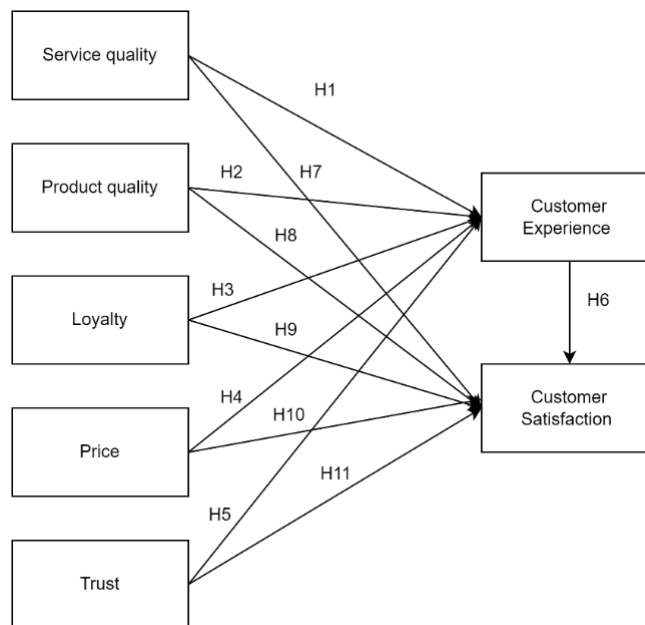 Service quality
H1
Product quality
H2
H7
Customer
Experience
H8
Loyalty
H3
H6
H9
Customer
Satisfaction
H4
Price
H10
H11
H5
Trust